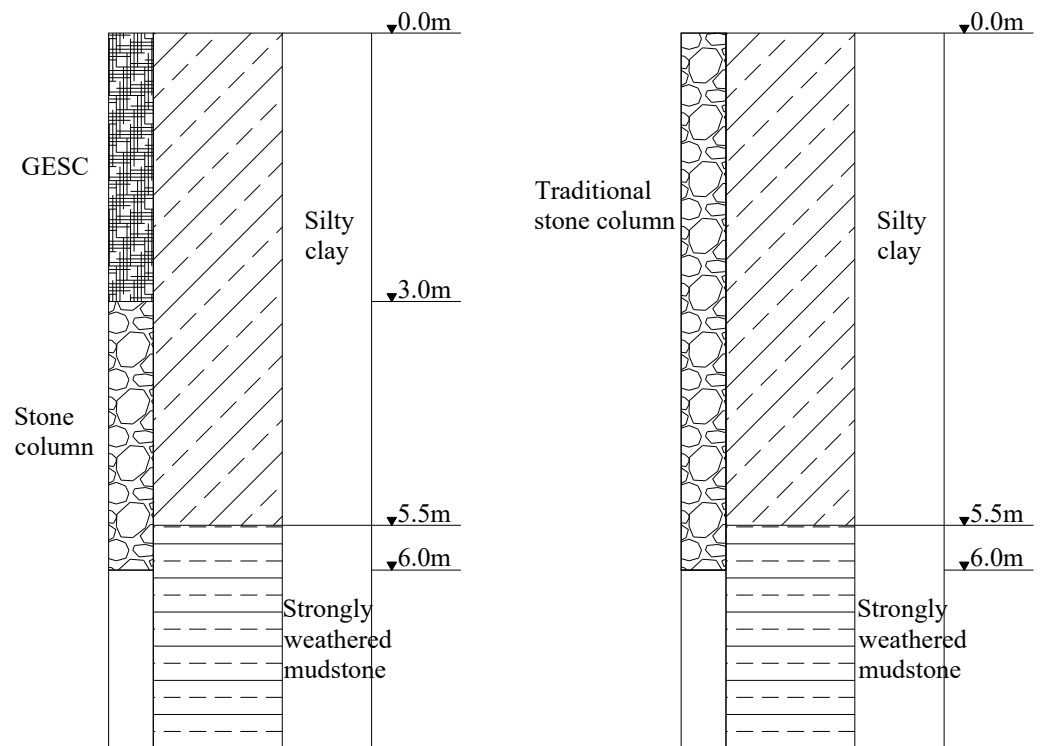 0.0m
GESC
Silty
clay
3.0m
Stone
column
5.5m
6.0m
Strongly
weathered
mudstone
0.0m
Traditional
stone column
Silty
clay
5.5m
6.0m
Strongly
weathered
mudstone